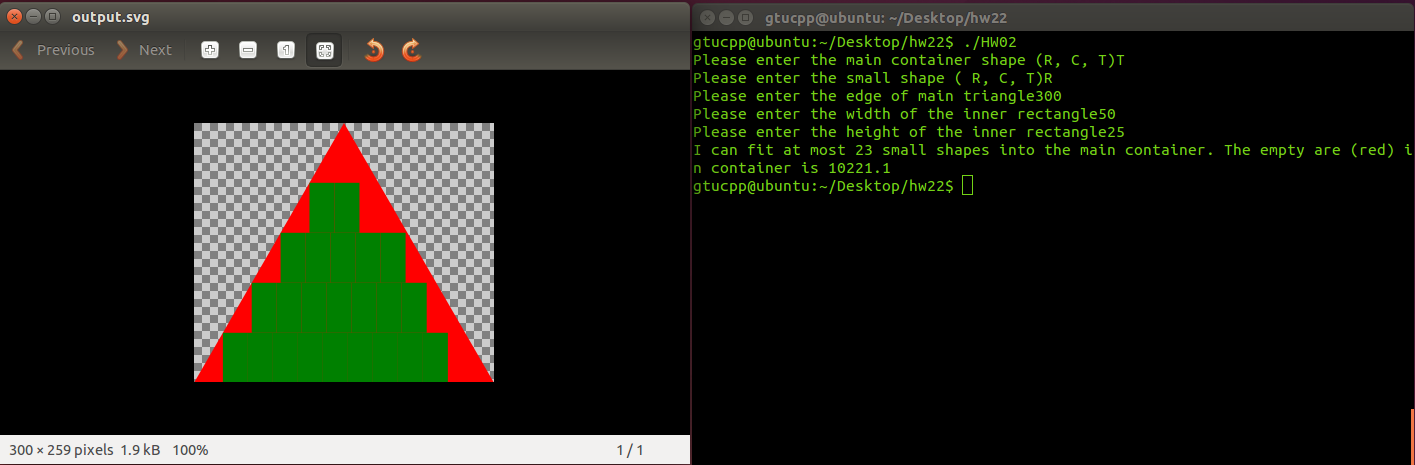 output.svg
Previous
Next
300 × 259 pixels 1.9 kB 100%
1 / 1
gtucpp@ubuntu: ~/Desktop/hw22
gtucpp@ubuntu:~/Desktop/hw22$ ./HW02
Please enter the main container shape (R, C, T)T
Please enter the small shape ( R, C, T)R
Please enter the edge of main triangle300
Please enter the width of the inner rectangle50
Please enter the height of the inner rectangle25
I can fit at most 23 small shapes into the main container. The empty are (red) i
n container is 10221.1
gtucpp@ubuntu:~/Desktop/hw22$